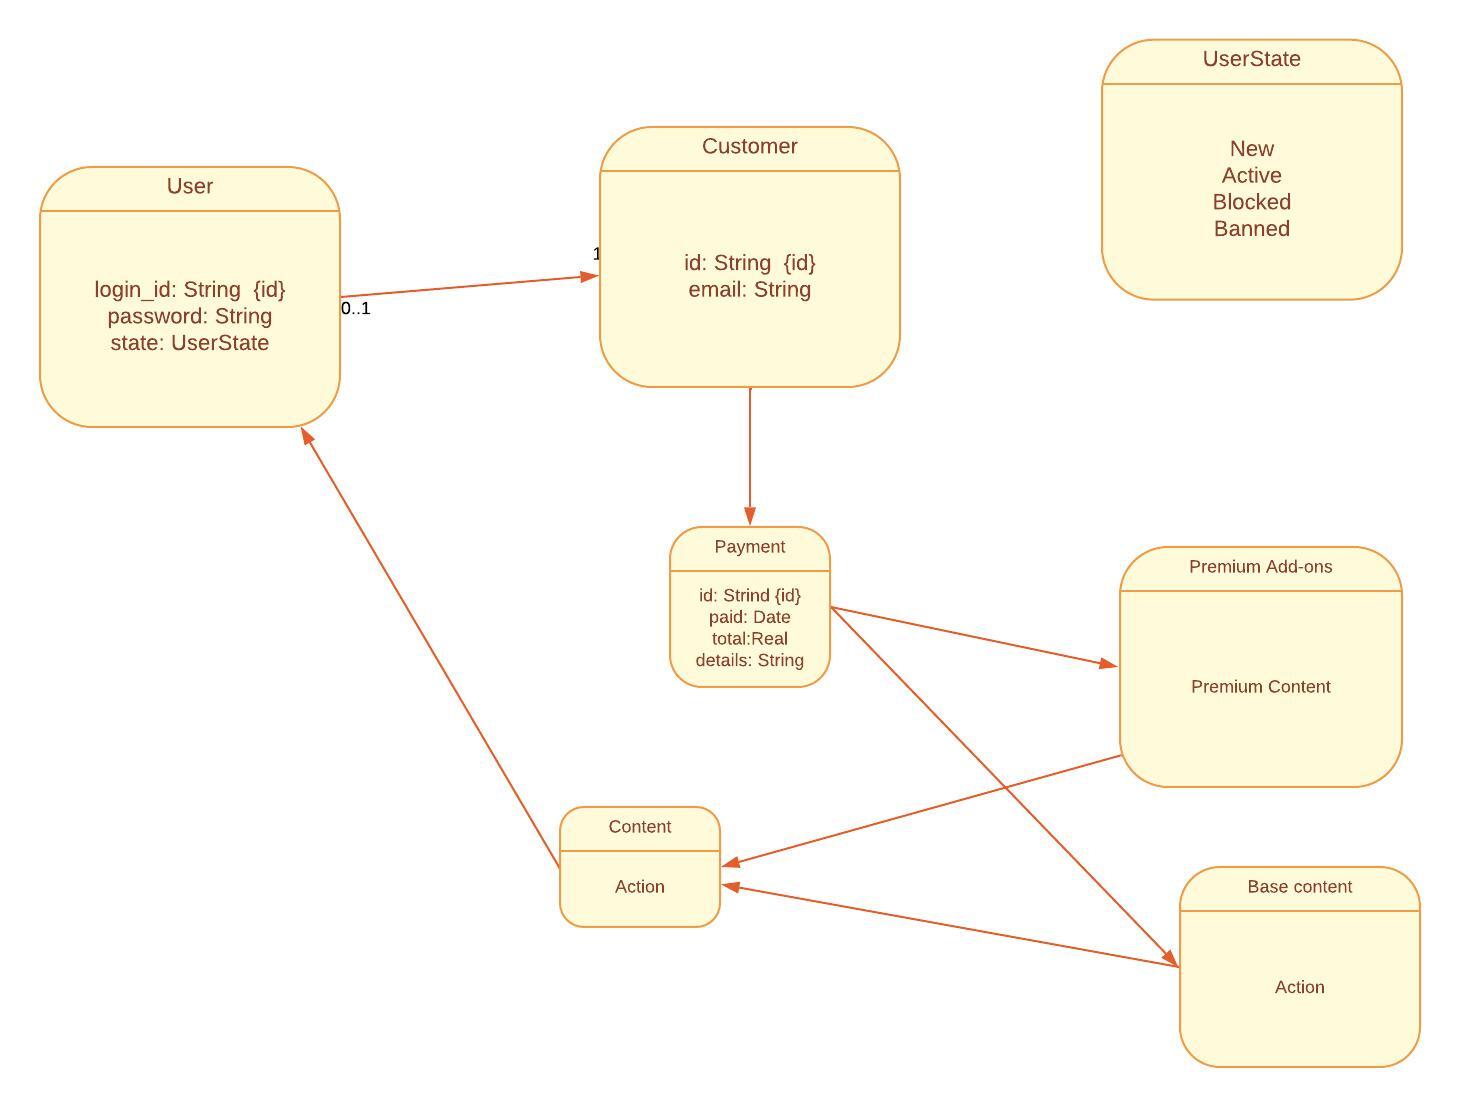 UserState
New
Active
Blocked
Banned
Customer
id: String  {id}
email: String
User
login_id: String  {id}
password: String
state: UserState
1
0..1
Payment
id: Strind {id}
paid: Date
total:Real
details: String
Premium Add-ons
Premium Content
Content
Action
Base content
Action